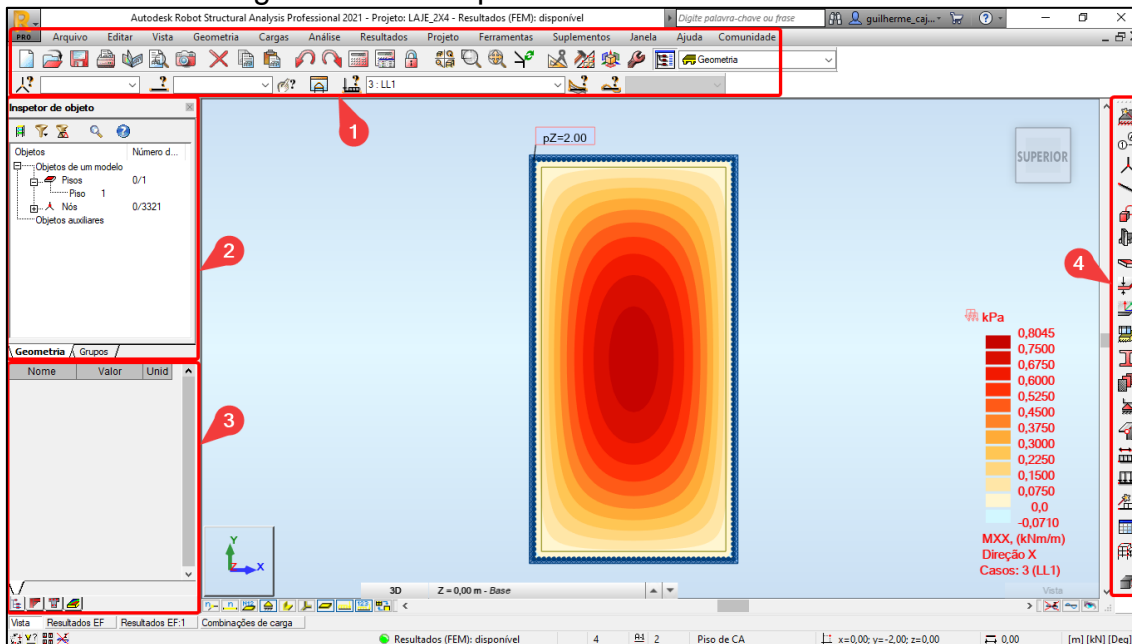 PRO
Autodesk Robot Structural Analysis Professional 2021 - Projeto: LAJE_2X4 - Resultados (FEM): disponível
Digite palavra-chave ou frase
guilherme_caj...
Arquivo Editar Vista Geometria Cargas Análise Resultados Projeto Ferramentas Suplementos Janela Ajuda Comunidade
Geometria
3 : LL1
1
Inspetor de objeto
Objetos Número d...
Objetos de um modelo
Pisos 0/1
Piso 1
Nós 0/3321
Objetos auxiliares
2
Geometria Grupos
Nome Valor Unid
3
pZ=2.00
SUPERIOR
4
kPa
0,8045
0,7500
0,6750
0,6000
0,5250
0,4500
0,3750
0,3000
0,2250
0,1500
0,0750
0,0
-0,0710
MXX, (kNm/m)
Direção X
Casos: 3 (LL1)
Y
Z
X
3D Z = 0,00 m - Base
Vista
Vista Resultados EF Resultados EF:1 Combinações de carga
Resultados (FEM): disponível 4 2 Piso de CA x=0,00; y=-2,00; z=0,00 0,00 [m] [kN] [Deg]